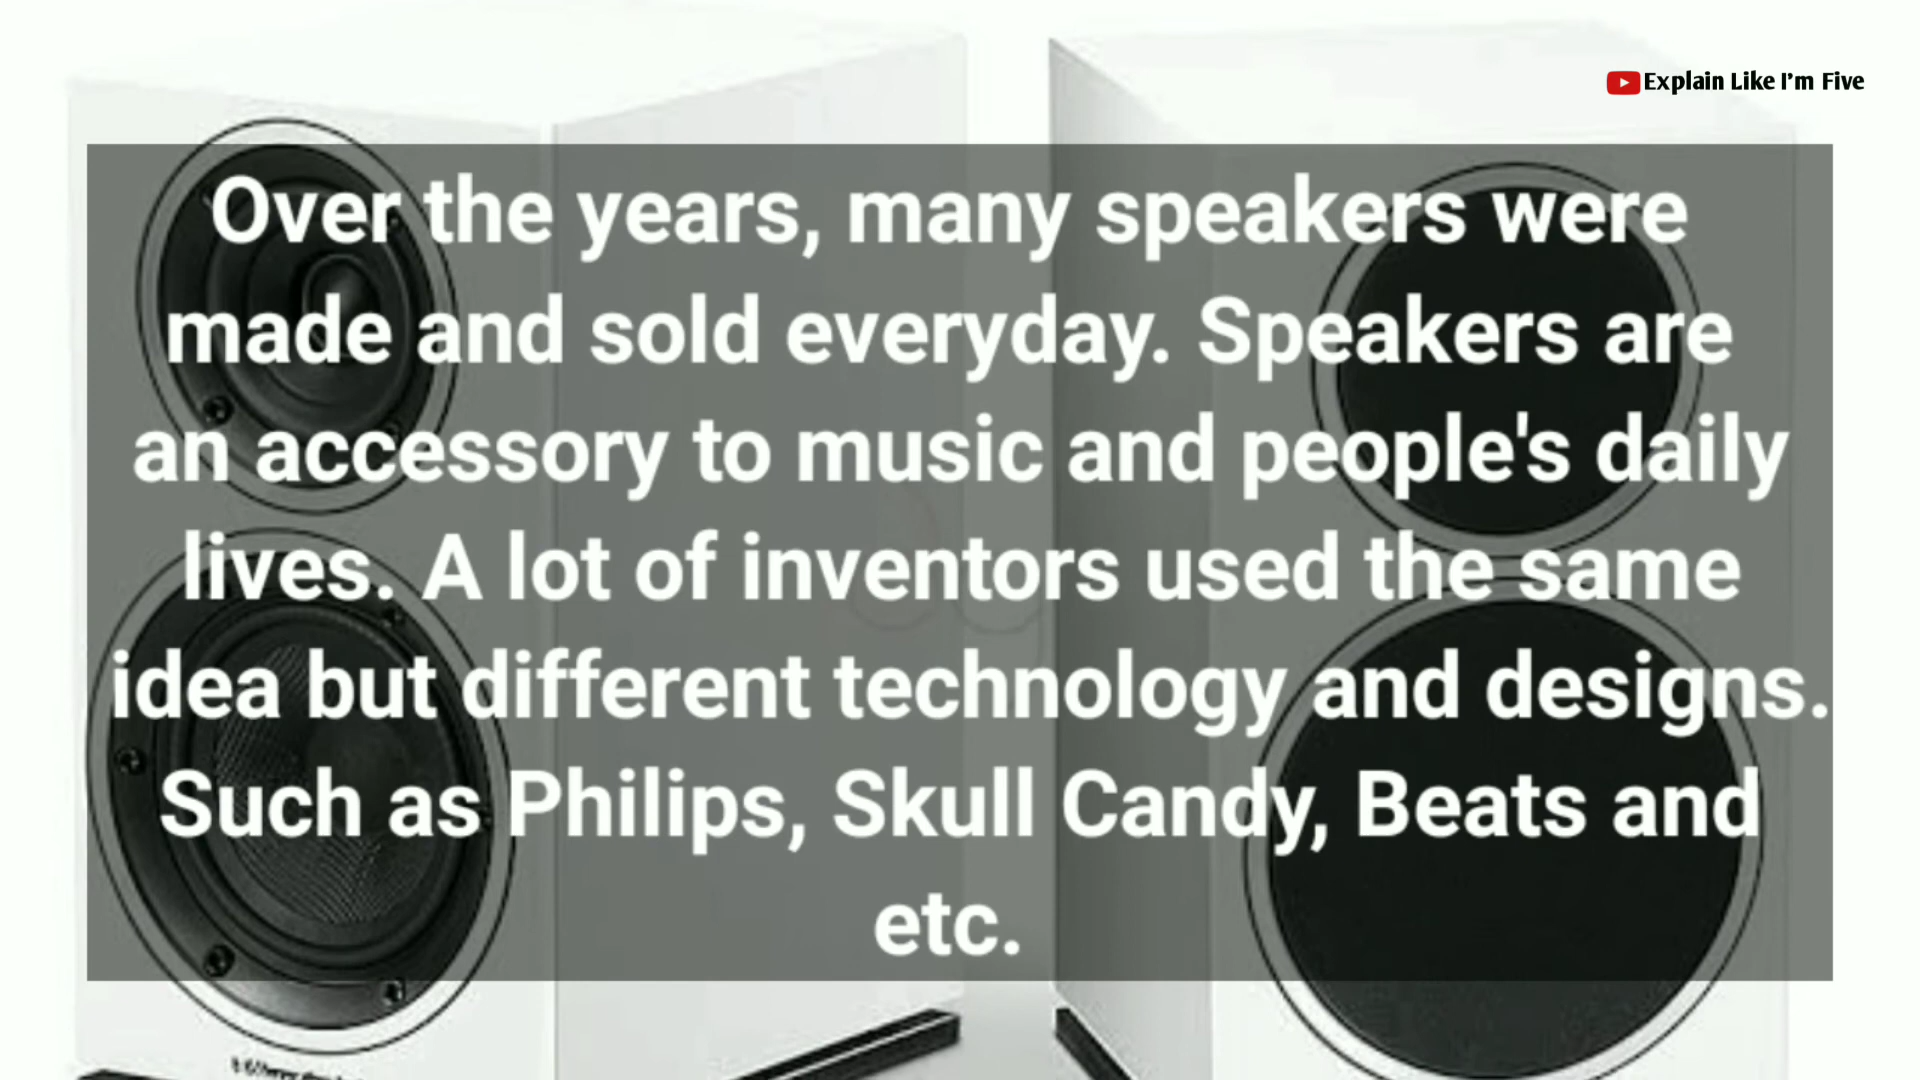 Explain Like I'm Five
Over the years, many speakers were
made and sold everyday. Speakers are
an accessory to music and people's daily
lives. A lot of inventors used the same
idea but different technology and designs.
Such as Philips, Skull Candy, Beats and
etc.